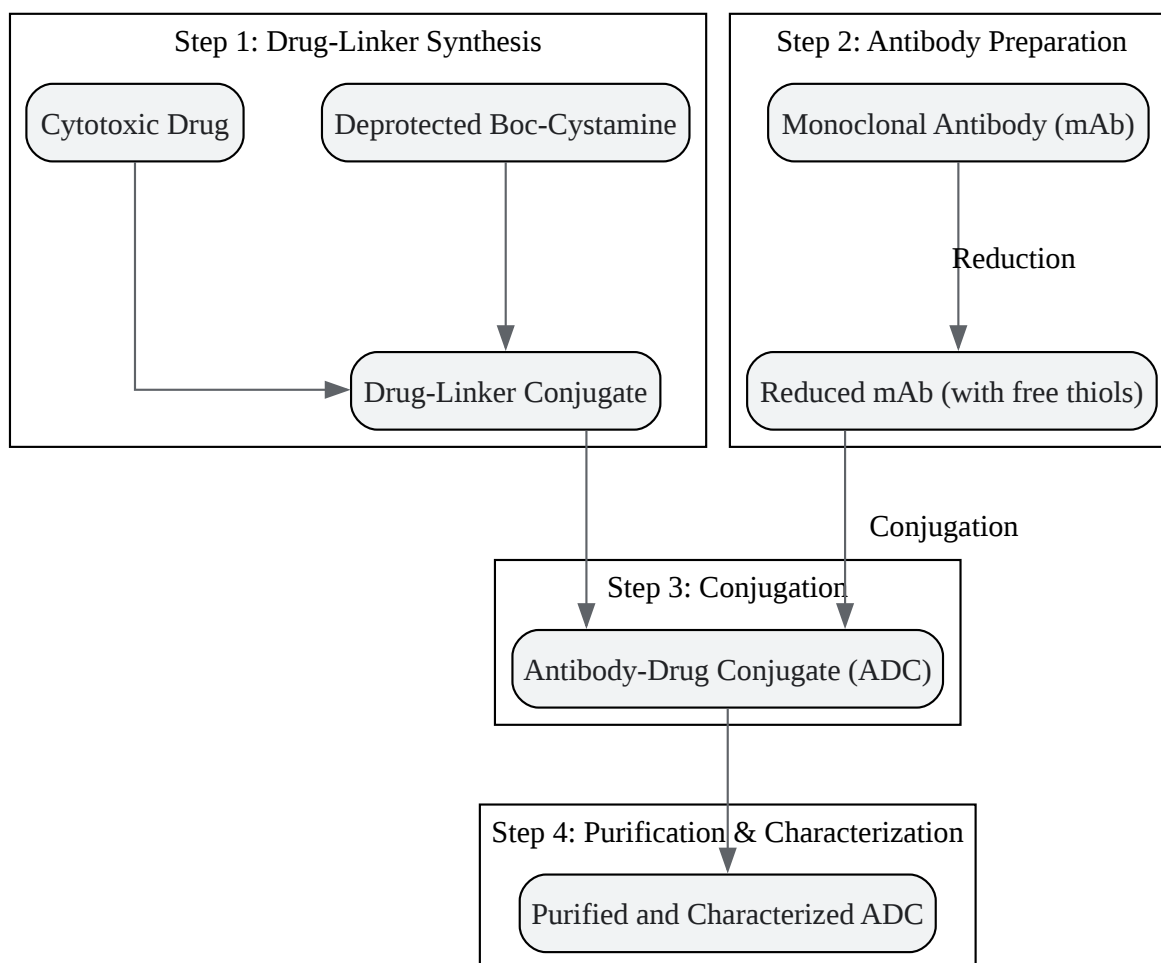 Step 1: Drug-Linker Synthesis
Cytotoxic Drug
Deprotected Boc-Cystamine
Drug-Linker Conjugate
Step 2: Antibody Preparation
Monoclonal Antibody (mAb)
Reduction
Reduced mAb (with free thiols)
Conjugation
Step 3: Conjugation
Antibody-Drug Conjugate (ADC)
Step 4: Purification & Characterization
Purified and Characterized ADC